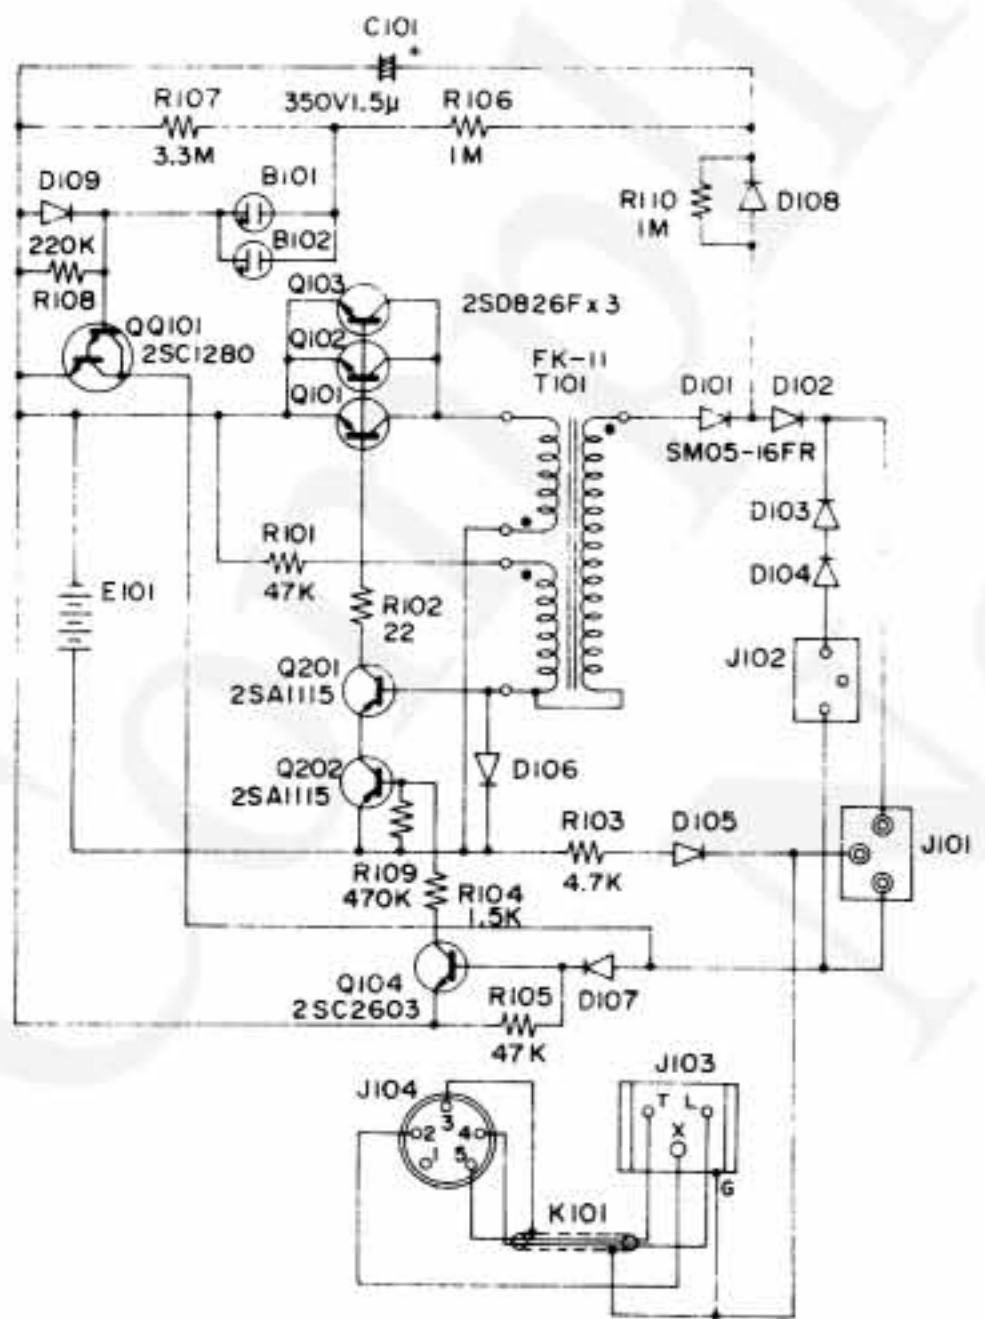 C101
+
350V1.5μ
R107
3.3M
R106
1M
D109
B101
B102
R110
1M
D108
220K
R108
QQ101
2SC1280
Q103
Q102
Q101
2SD826F x 3
FK-11
T101
D101
D102
SM05-16FR
D103
D104
E101
R101
47K
R102
22
Q201
2SA1115
J102
Q202
2SA1115
D106
R103
4.7K
D105
J101
R109
470K
R104
1.5K
Q104
2SC2603
R105
47K
D107
J104
3
2
4
1
5
J103
T
L
X
G
K101